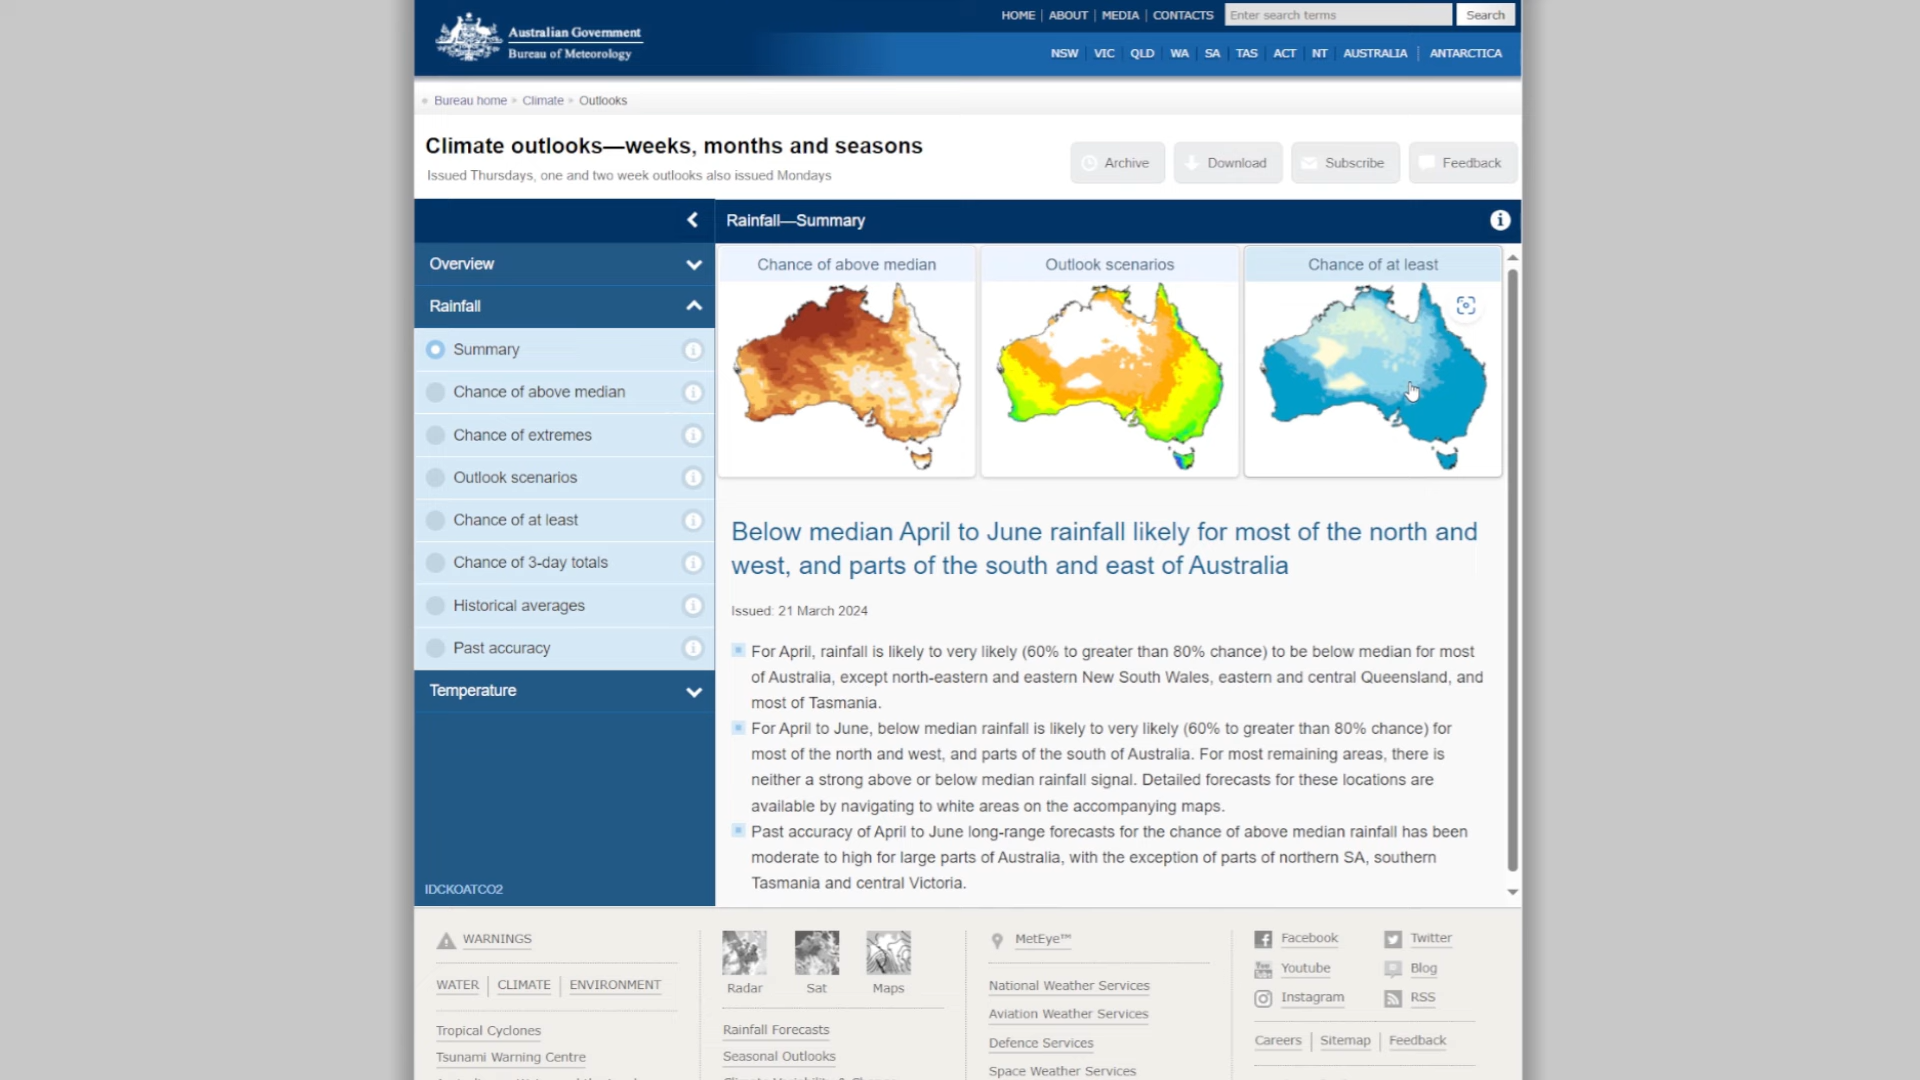 HOME | ABOUT | MEDIA | CONTACTS
Enter search terms
Search
Australian Government
Bureau of Meteorology
NSW VIC QLD WA SA TAS ACT NT AUSTRALIA ANTARCTICA
Bureau home > Climate > Outlooks
Climate outlooks—weeks, months and seasons
Issued Thursdays, one and two week outlooks also issued Mondays
Archive
Download
Subscribe
Feedback
Overview
Rainfall
Summary
Chance of above median
Chance of extremes
Outlook scenarios
Chance of at least
Chance of 3-day totals
Historical averages
Past accuracy
Temperature
IDCKOATCO2
Rainfall—Summary
Chance of above median
Outlook scenarios
Chance of at least
Below median April to June rainfall likely for most of the north and
west, and parts of the south and east of Australia
Issued: 21 March 2024
For April, rainfall is likely to very likely (60% to greater than 80% chance) to be below median for most
of Australia, except north-eastern and eastern New South Wales, eastern and central Queensland, and
most of Tasmania.
For April to June, below median rainfall is likely to very likely (60% to greater than 80% chance) for
most of the north and west, and parts of the south of Australia. For most remaining areas, there is
neither a strong above or below median rainfall signal. Detailed forecasts for these locations are
available by navigating to white areas on the accompanying maps.
Past accuracy of April to June long-range forecasts for the chance of above median rainfall has been
moderate to high for large parts of Australia, with the exception of parts of northern SA, southern
Tasmania and central Victoria.
WARNINGS
WATER | CLIMATE | ENVIRONMENT
Tropical Cyclones
Tsunami Warning Centre
Radar
Sat
Maps
Rainfall Forecasts
Seasonal Outlooks
MetEye™
National Weather Services
Aviation Weather Services
Defence Services
Space Weather Services
Facebook
Twitter
Youtube
Blog
Instagram
RSS
Careers | Sitemap | Feedback